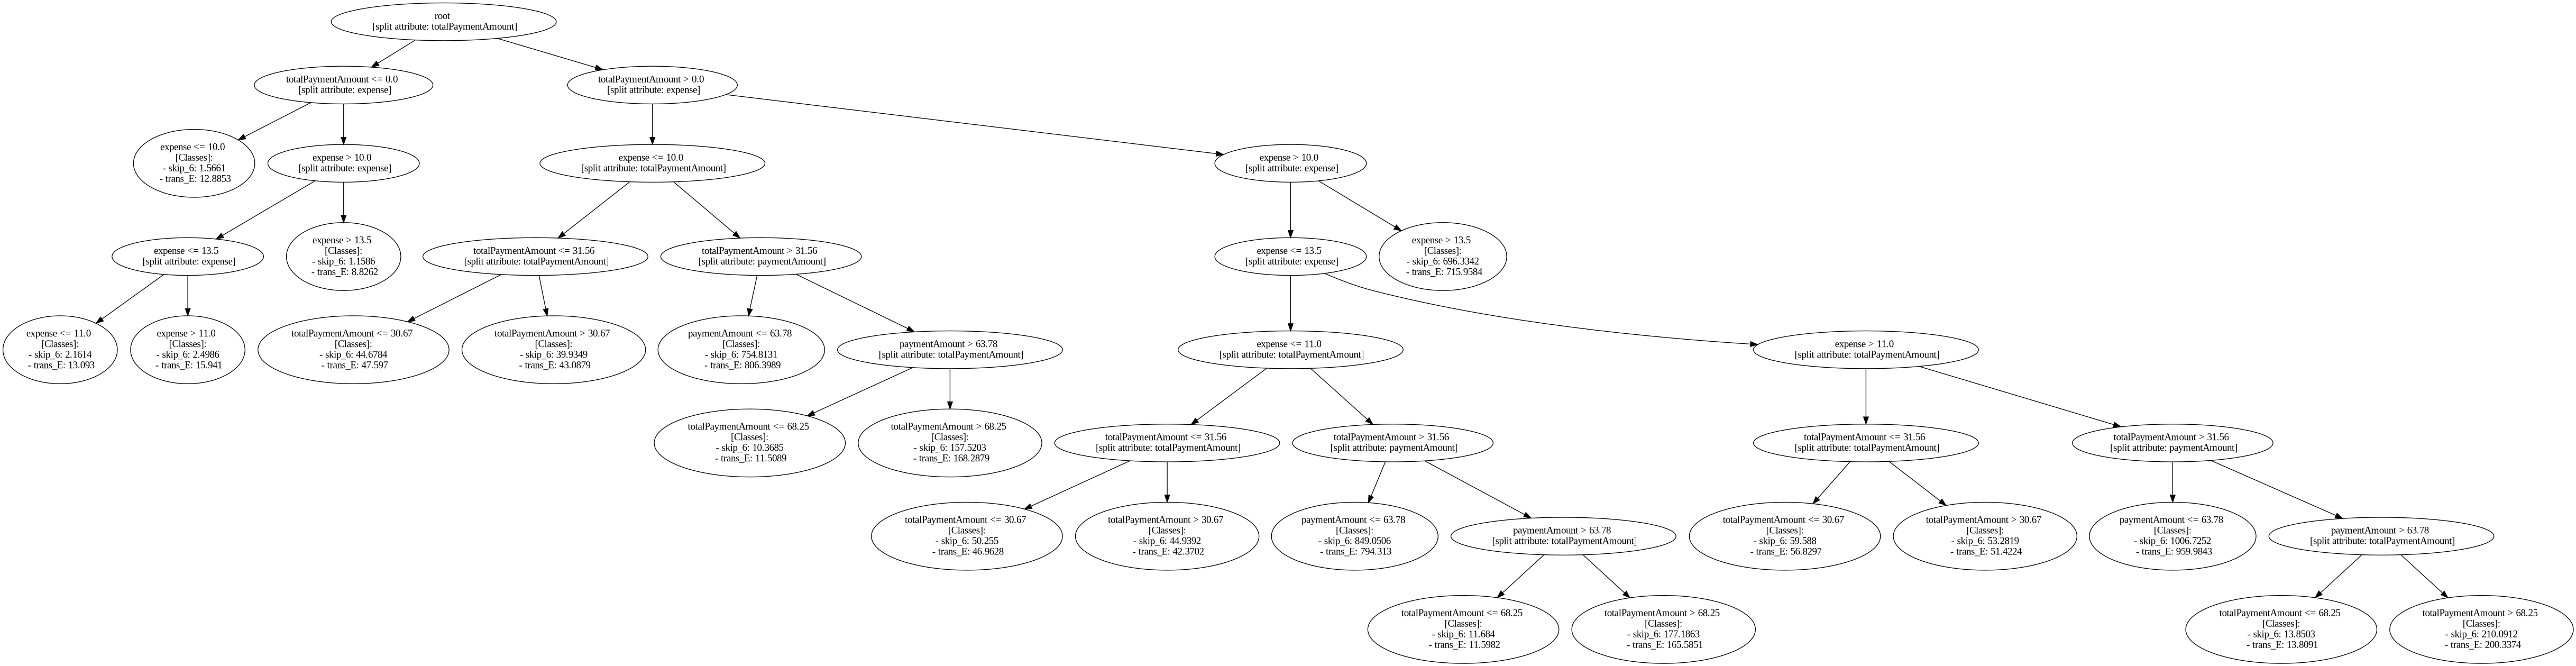 root
[split attribute: totalPaymentAmount]
totalPaymentAmount <= 0.0
[split attribute: expense]
totalPaymentAmount > 0.0
[split attribute: expense]
expense <= 10.0
[Classes]:
- skip_6: 1.5661
- trans_E: 12.8853
expense > 10.0
[split attribute: expense]
expense <= 10.0
[split attribute: totalPaymentAmount]
expense > 10.0
[split attribute: expense]
expense <= 13.5
[split attribute: expense]
expense > 13.5
[Classes]:
- skip_6: 1.1586
- trans_E: 8.8262
totalPaymentAmount <= 31.56
[split attribute: totalPaymentAmount]
totalPaymentAmount > 31.56
[split attribute: paymentAmount]
expense <= 13.5
[split attribute: expense]
expense > 13.5
[Classes]:
- skip_6: 696.3342
- trans_E: 715.9584
expense <= 11.0
[Classes]:
- skip_6: 2.1614
- trans_E: 13.093
expense > 11.0
[Classes]:
- skip_6: 2.4986
- trans_E: 15.941
totalPaymentAmount <= 30.67
[Classes]:
- skip_6: 44.6784
- trans_E: 47.597
totalPaymentAmount > 30.67
[Classes]:
- skip_6: 39.9349
- trans_E: 43.0879
paymentAmount <= 63.78
[Classes]:
- skip_6: 754.8131
- trans_E: 806.3989
paymentAmount > 63.78
[split attribute: totalPaymentAmount]
expense <= 11.0
[split attribute: totalPaymentAmount]
expense > 11.0
[split attribute: totalPaymentAmount]
totalPaymentAmount <= 68.25
[Classes]:
- skip_6: 10.3685
- trans_E: 11.5089
totalPaymentAmount > 68.25
[Classes]:
- skip_6: 157.5203
- trans_E: 168.2879
totalPaymentAmount <= 31.56
[split attribute: totalPaymentAmount]
totalPaymentAmount > 31.56
[split attribute: paymentAmount]
totalPaymentAmount <= 31.56
[split attribute: totalPaymentAmount]
totalPaymentAmount > 31.56
[split attribute: paymentAmount]
totalPaymentAmount <= 30.67
[Classes]:
- skip_6: 50.255
- trans_E: 46.9628
totalPaymentAmount > 30.67
[Classes]:
- skip_6: 44.9392
- trans_E: 42.3702
paymentAmount <= 63.78
[Classes]:
- skip_6: 849.0506
- trans_E: 794.313
paymentAmount > 63.78
[split attribute: totalPaymentAmount]
totalPaymentAmount <= 30.67
[Classes]:
- skip_6: 59.588
- trans_E: 56.8297
totalPaymentAmount > 30.67
[Classes]:
- skip_6: 53.2819
- trans_E: 51.4224
paymentAmount <= 63.78
[Classes]:
- skip_6: 1006.7252
- trans_E: 959.9843
paymentAmount > 63.78
[split attribute: totalPaymentAmount]
totalPaymentAmount <= 68.25
[Classes]:
- skip_6: 11.684
- trans_E: 11.5982
totalPaymentAmount > 68.25
[Classes]:
- skip_6: 177.1863
- trans_E: 165.5851
totalPaymentAmount <= 68.25
[Classes]:
- skip_6: 13.8503
- trans_E: 13.8091
totalPaymentAmount > 68.25
[Classes]:
- skip_6: 210.0912
- trans_E: 200.3374